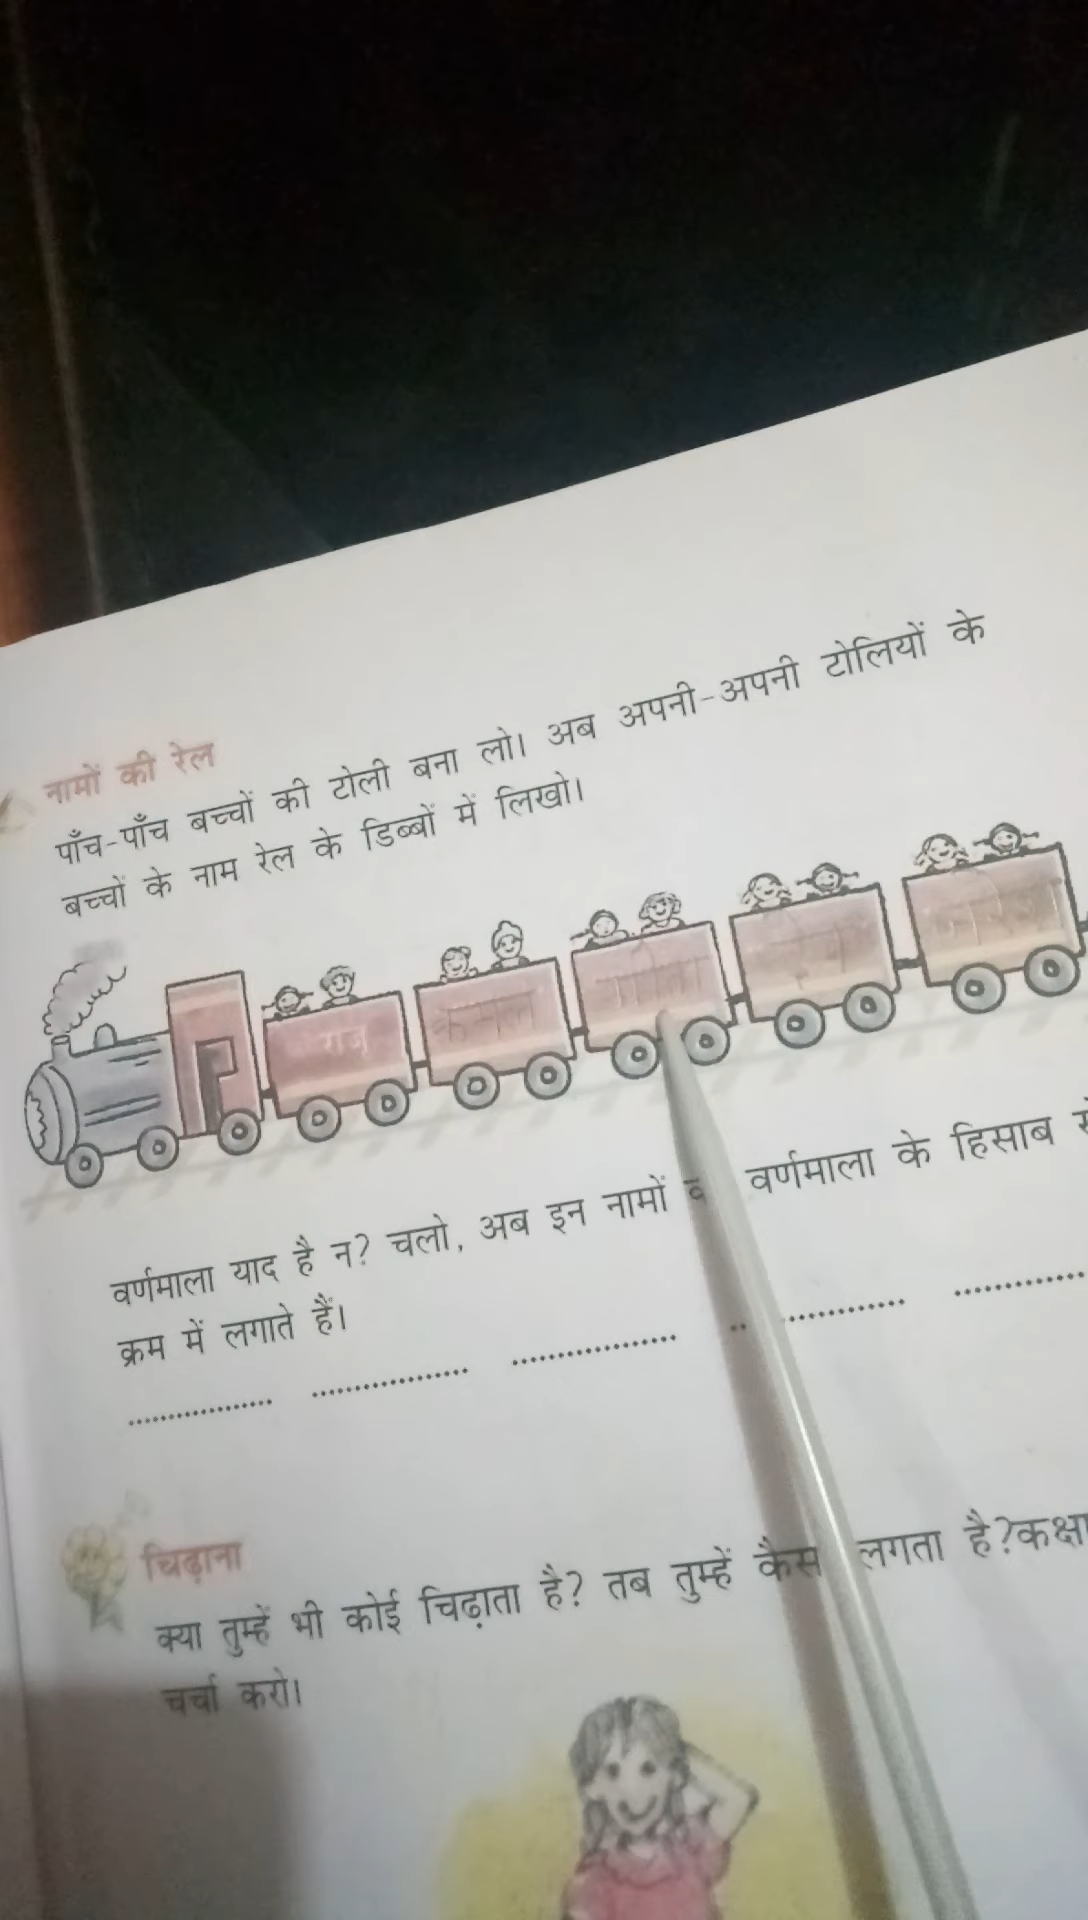 नामों की रेल
पाँच-पाँच बच्चों की टोली बना लो। अब अपनी-अपनी टोलियों के
बच्चों के नाम रेल के डिब्बों में लिखो।
राजू कमल
वर्णमाला याद है न? चलो, अब इन नामों वर्णमाला के हिसाब
क्रम में लगाते हैं।
चिढ़ाना
क्या तुम्हें भी कोई चिढ़ाता है? तब तुम्हें लगता है?कक्षा
चर्चा करो।